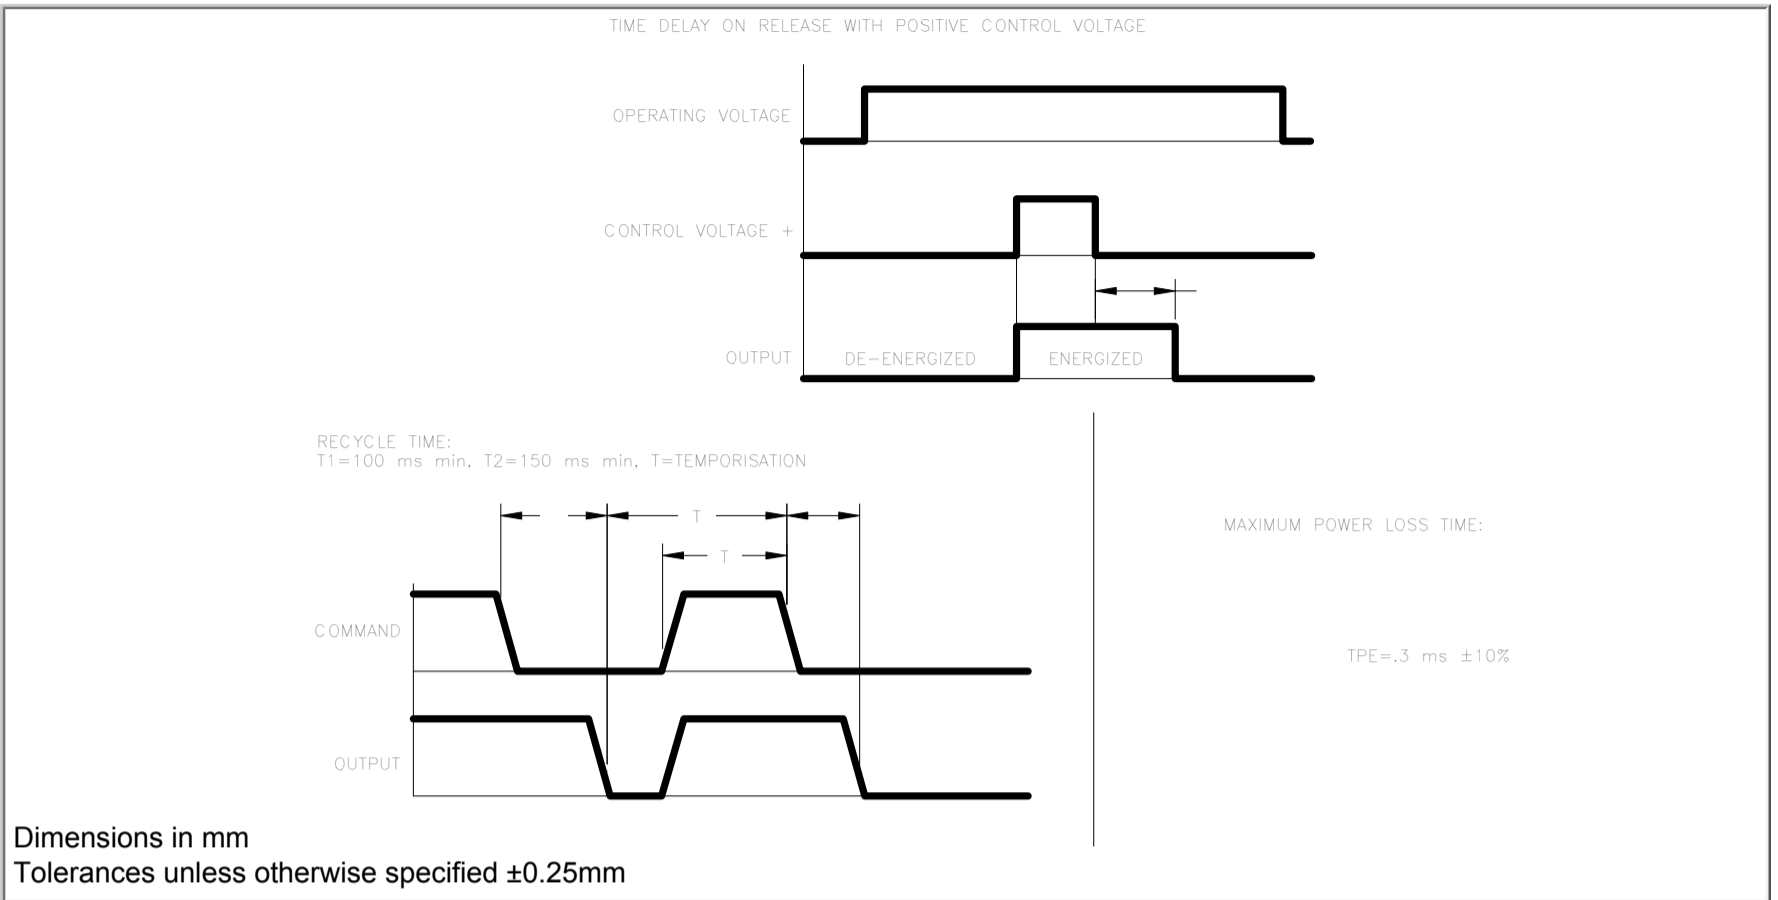 TIME DELAY ON RELEASE WITH POSITIVE CONTROL VOLTAGE
OPERATING VOLTAGE
CONTROL VOLTAGE +
OUTPUT
DE-ENERGIZED
ENERGIZED
RECYCLE TIME:
T1=100 ms min, T2=150 ms min, T=TEMPORISATION
T
T
COMMAND
OUTPUT
MAXIMUM POWER LOSS TIME:
TPE=.3 ms ±10%
Dimensions in mm
Tolerances unless otherwise specified ±0.25mm